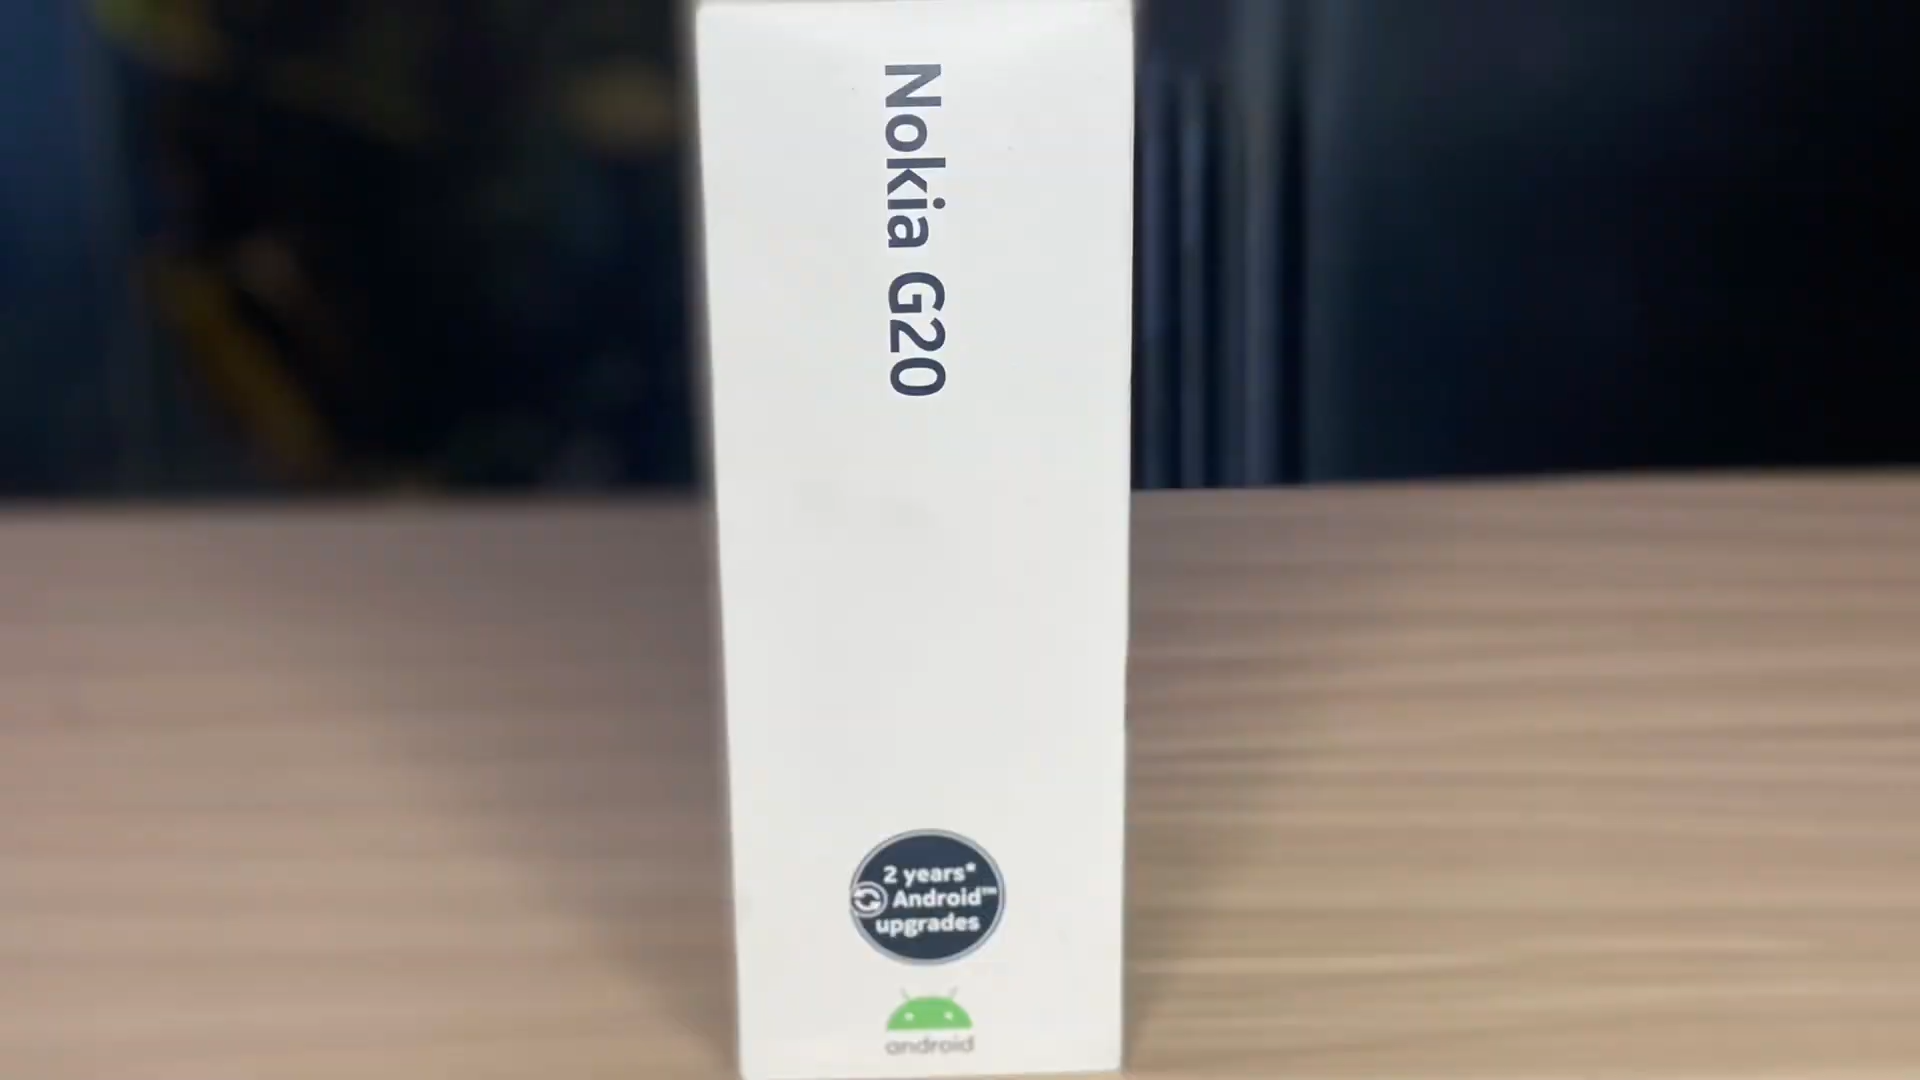 Nokia G20
2 years*
Android™
upgrades
android